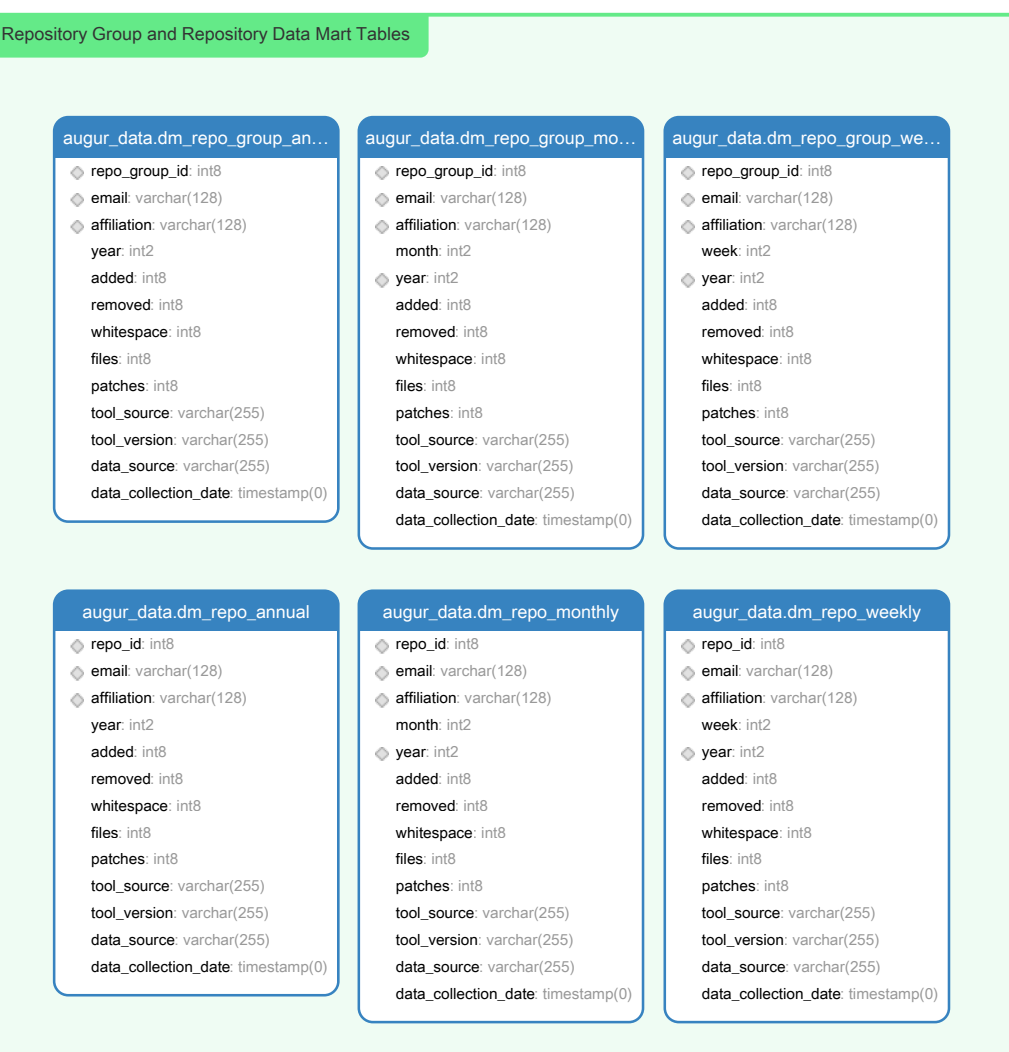 Repository Group and Repository Data Mart Tables
augur_data.dm_repo_group_an…
repo_group_id: int8
email: varchar(128)
affiliation: varchar(128)
year: int2
added: int8
removed: int8
whitespace: int8
files: int8
patches: int8
tool_source: varchar(255)
tool_version: varchar(255)
data_source: varchar(255)
data_collection_date: timestamp(0)
augur_data.dm_repo_group_mo…
repo_group_id: int8
email: varchar(128)
affiliation: varchar(128)
month: int2
year: int2
added: int8
removed: int8
whitespace: int8
files: int8
patches: int8
tool_source: varchar(255)
tool_version: varchar(255)
data_source: varchar(255)
data_collection_date: timestamp(0)
augur_data.dm_repo_group_we…
repo_group_id: int8
email: varchar(128)
affiliation: varchar(128)
week: int2
year: int2
added: int8
removed: int8
whitespace: int8
files: int8
patches: int8
tool_source: varchar(255)
tool_version: varchar(255)
data_source: varchar(255)
data_collection_date: timestamp(0)
augur_data.dm_repo_annual
repo_id: int8
email: varchar(128)
affiliation: varchar(128)
year: int2
added: int8
removed: int8
whitespace: int8
files: int8
patches: int8
tool_source: varchar(255)
tool_version: varchar(255)
data_source: varchar(255)
data_collection_date: timestamp(0)
augur_data.dm_repo_monthly
repo_id: int8
email: varchar(128)
affiliation: varchar(128)
month: int2
year: int2
added: int8
removed: int8
whitespace: int8
files: int8
patches: int8
tool_source: varchar(255)
tool_version: varchar(255)
data_source: varchar(255)
data_collection_date: timestamp(0)
augur_data.dm_repo_weekly
repo_id: int8
email: varchar(128)
affiliation: varchar(128)
week: int2
year: int2
added: int8
removed: int8
whitespace: int8
files: int8
patches: int8
tool_source: varchar(255)
tool_version: varchar(255)
data_source: varchar(255)
data_collection_date: timestamp(0)